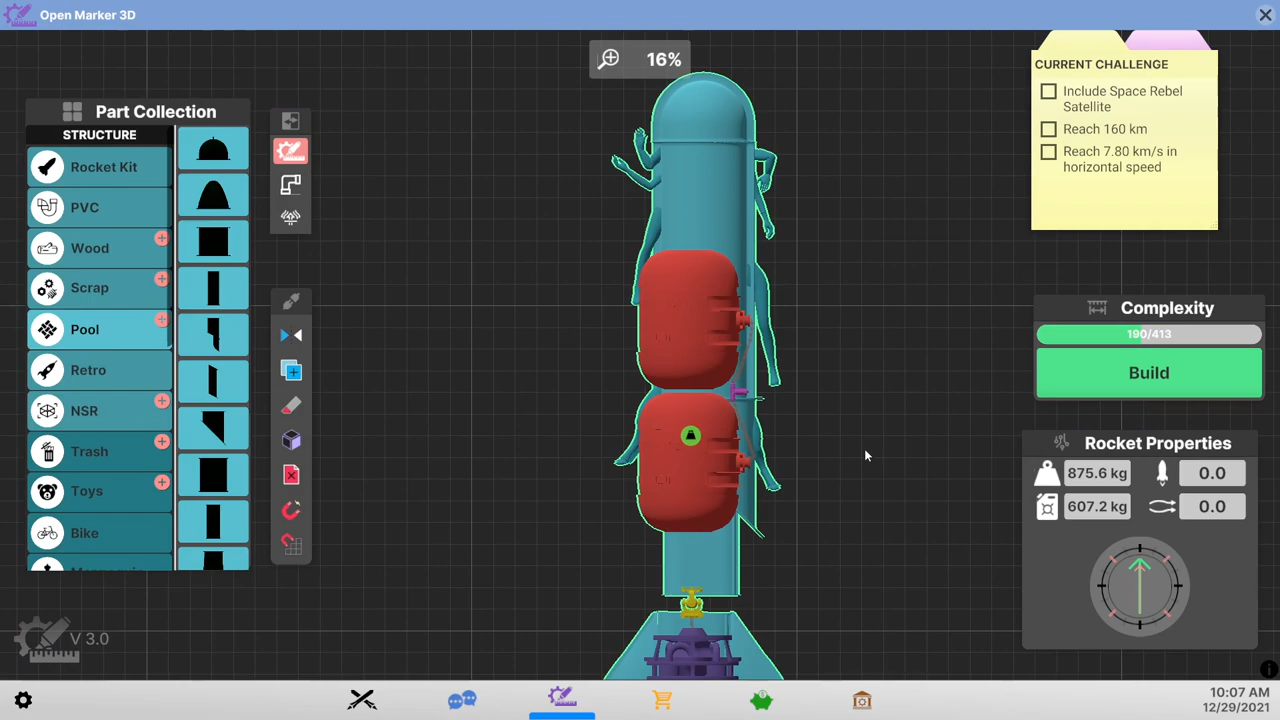 Open Marker 3D
16%
CURRENT CHALLENGE
Include Space Rebel
Satellite
Reach 160 km
Reach 7.80 km/s in
horizontal speed
Part Collection
STRUCTURE
Rocket Kit
PVC
Wood
Scrap
Pool
Retro
NSR
Trash
Toys
Bike
Complexity
190/413
Build
Rocket Properties
875.6 kg
0.0
607.2 kg
0.0
V 3.0
10:07 AM
12/29/2021